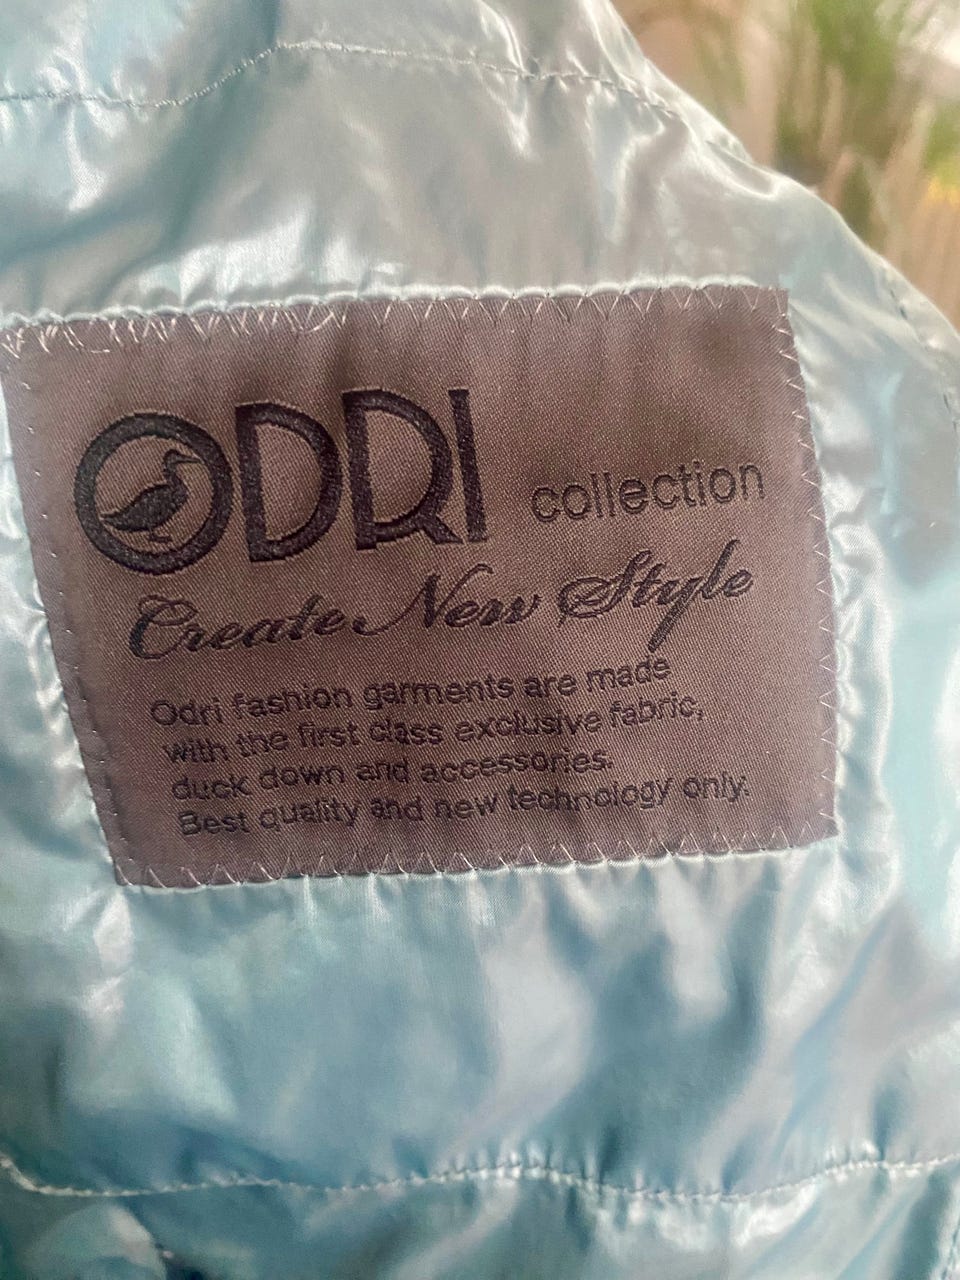 ODRI collection
Create New Style
Odri fashion garments are made
with the first class exclusive fabric,
duck down and accessories.
Best quality and new technology only.